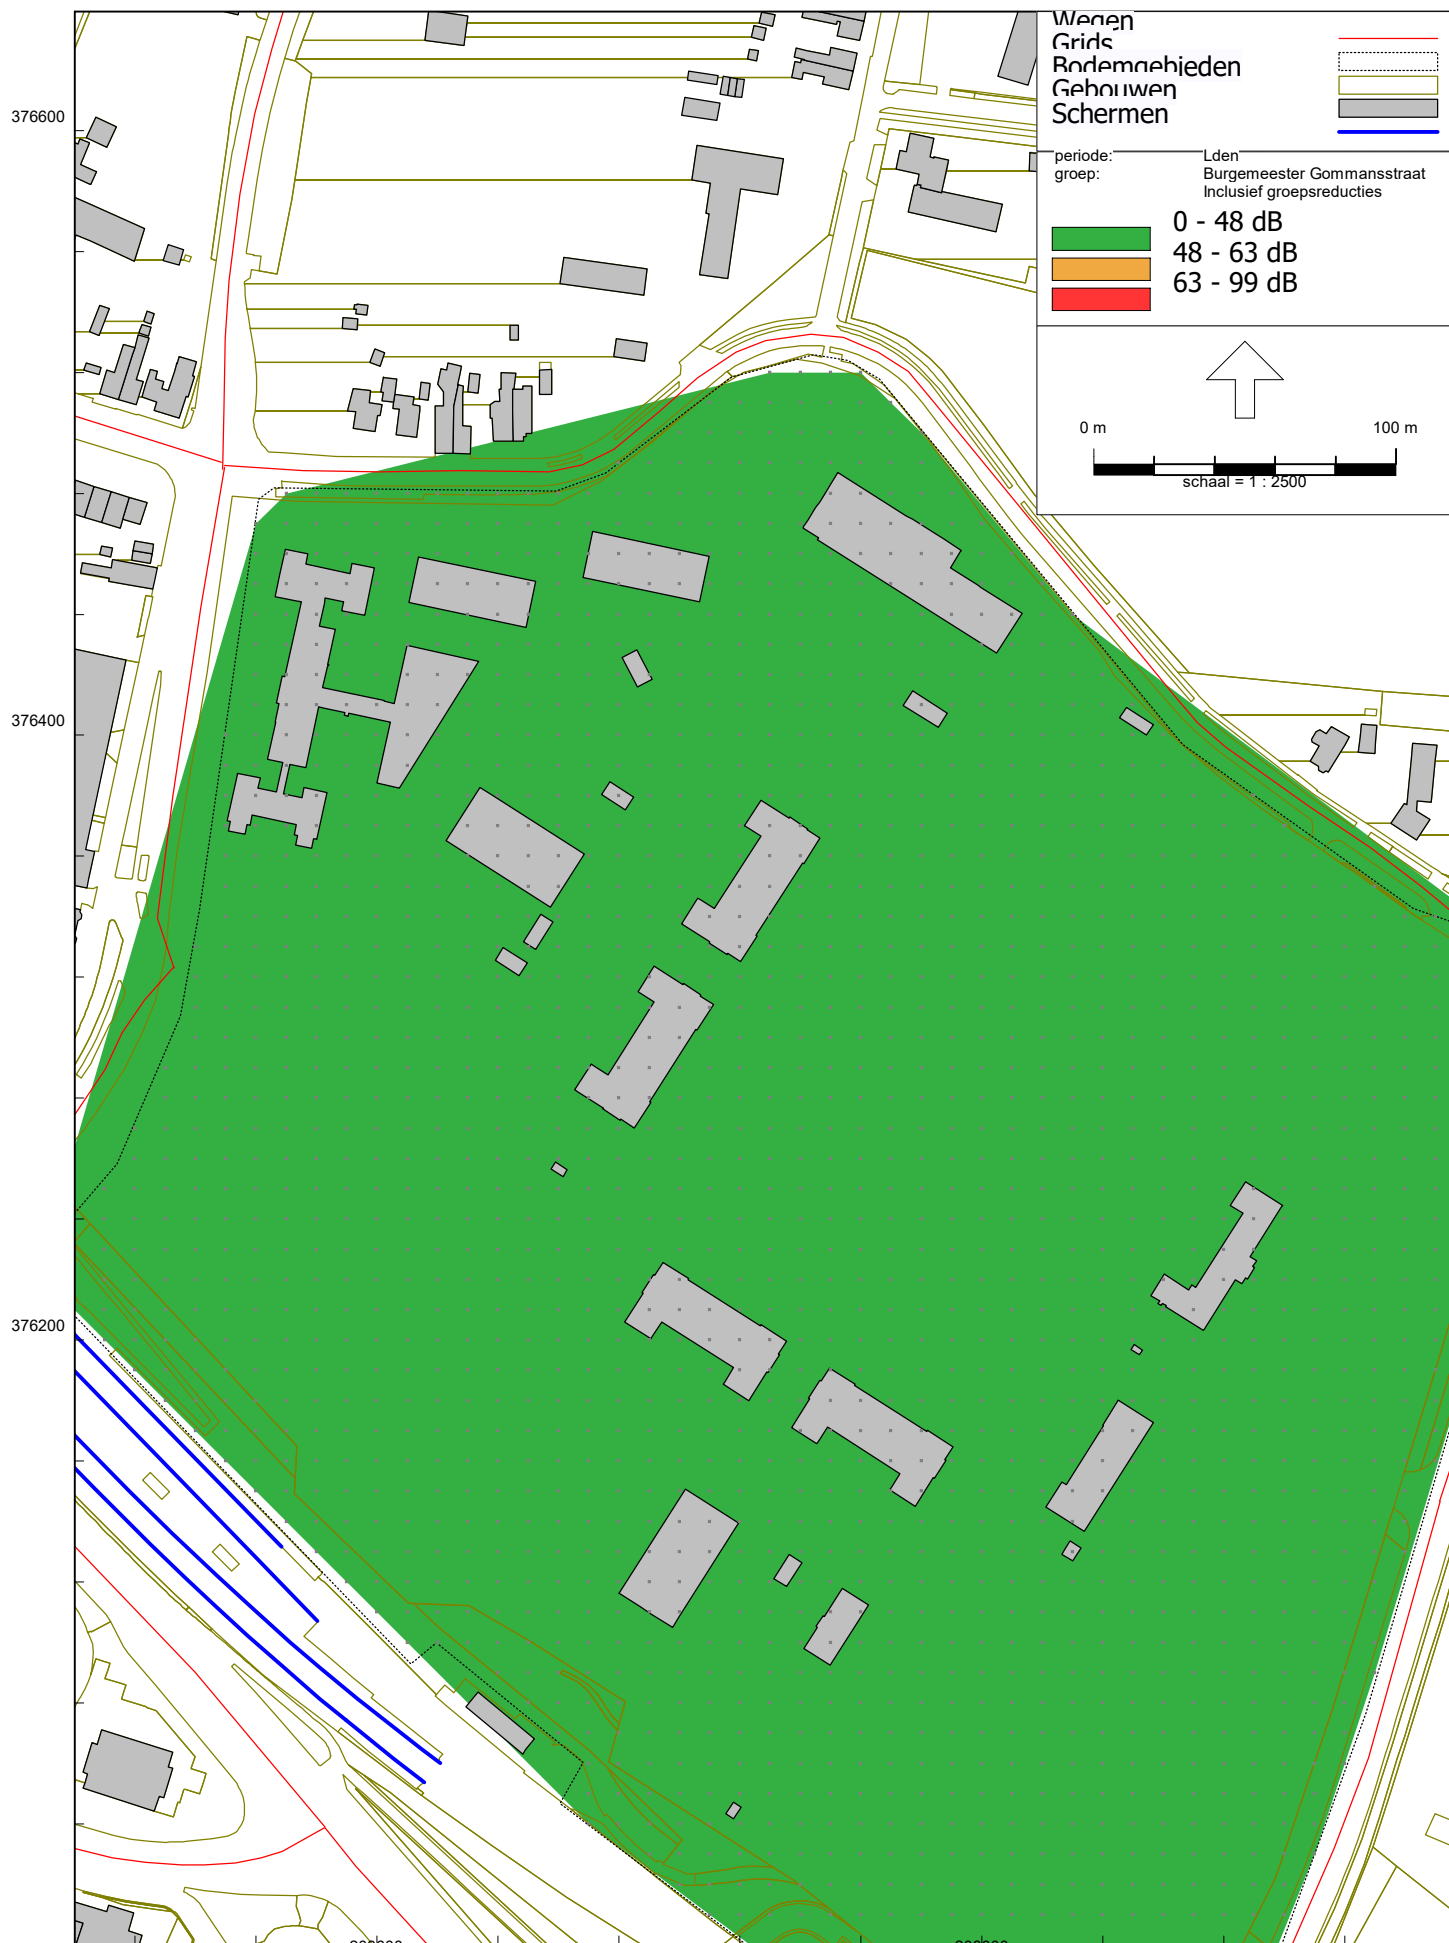 Wegen
Grids
Bodemgebieden
Gebouwen
Schermen
periode: Lden
groep: Burgemeester Gommansstraat
Inclusief groepsreducties
0 - 48 dB
48 - 63 dB
63 - 99 dB
0 m 100 m
schaal = 1 : 2500
376600
376400
376200